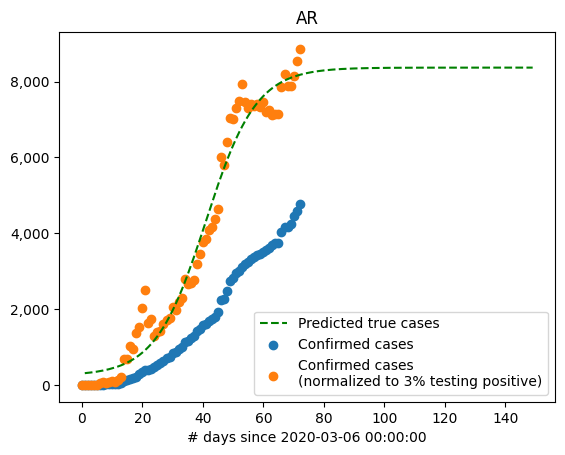 AR
8,000
6,000
4,000
2,000
0
Predicted true cases
Confirmed cases
Confirmed cases
(normalized to 3% testing positive)
0 20 40 60 80 100 120 140
# days since 2020-03-06 00:00:00